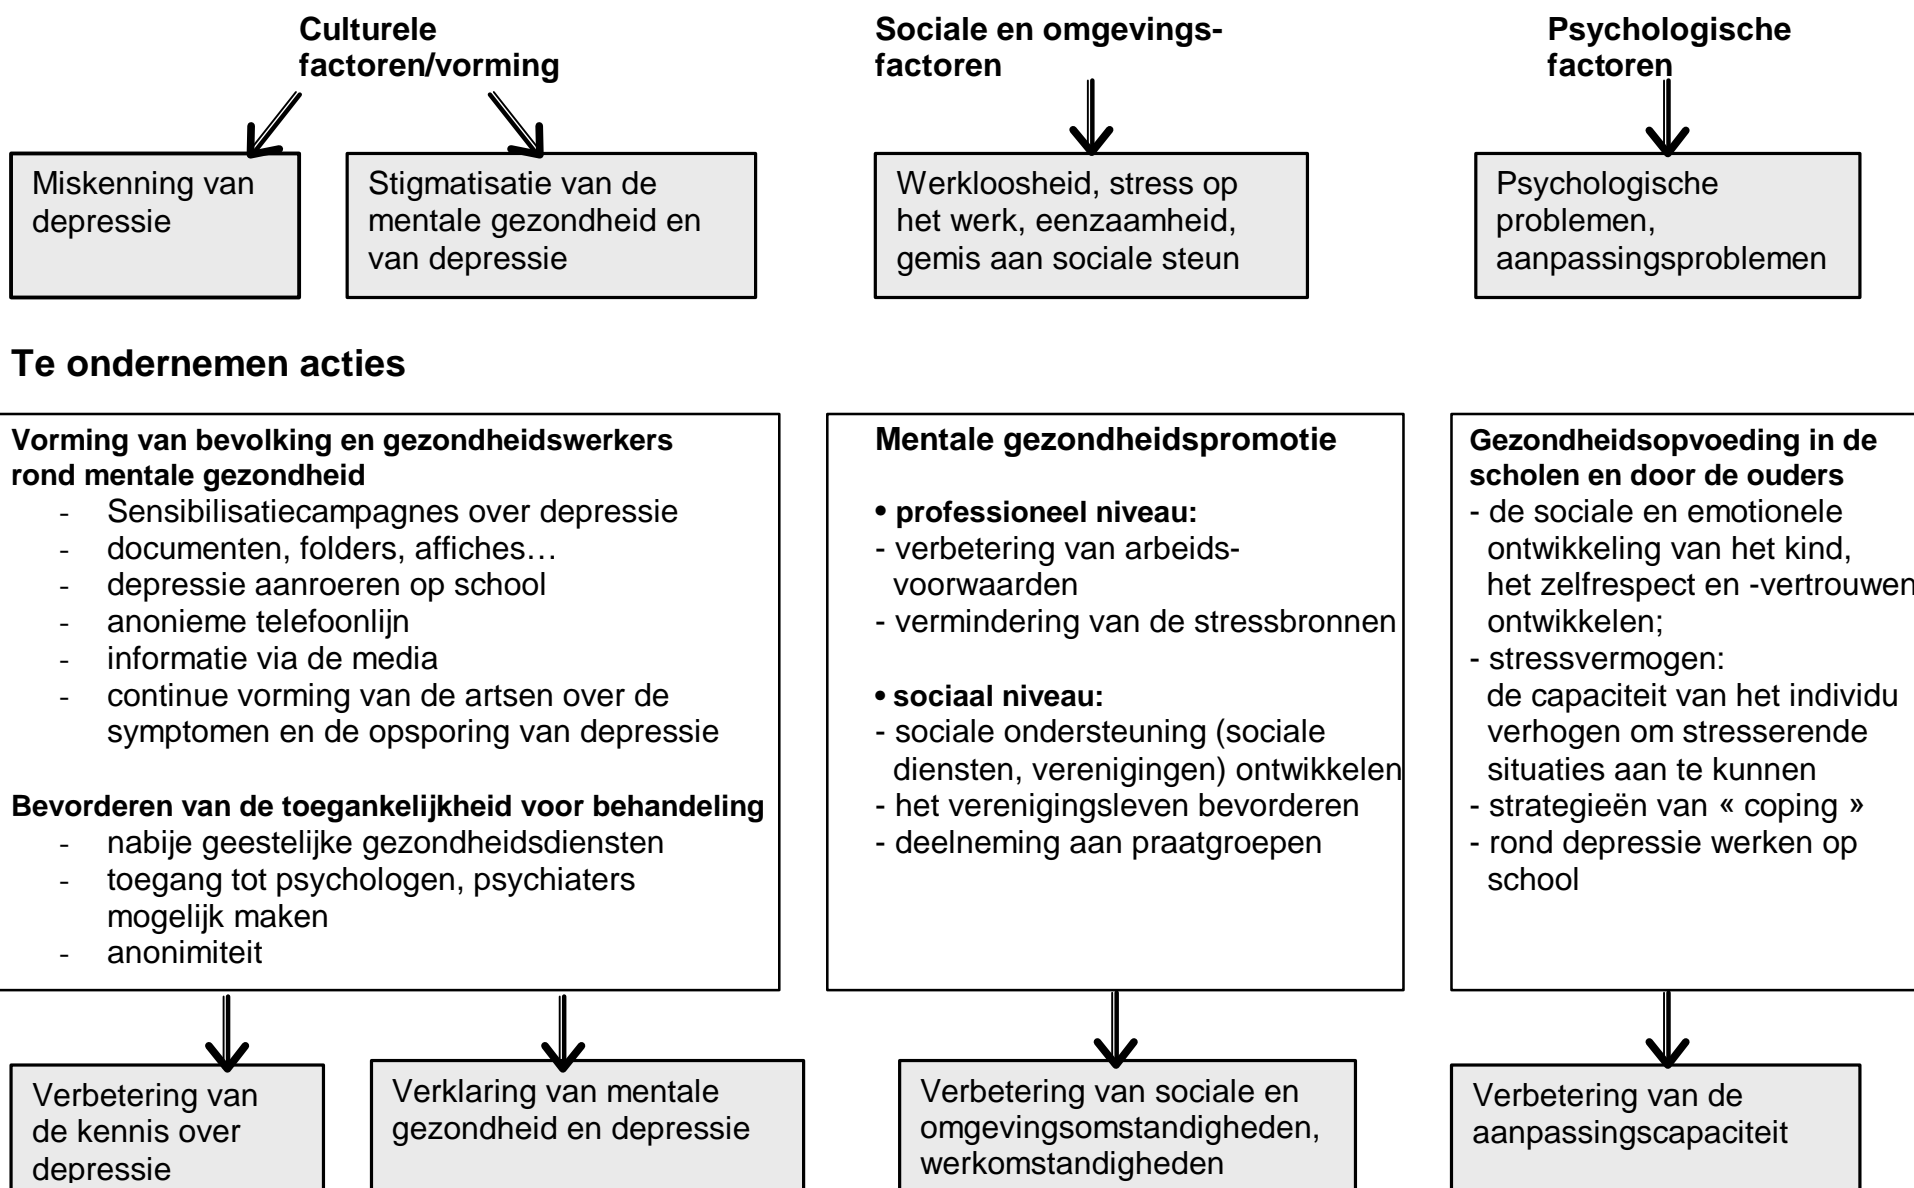 Culturele
factoren/vorming
Sociale en omgevings-
factoren
Psychologische
factoren
Miskenning van
depressie
Stigmatisatie van de
mentale gezondheid en
van depressie
Werkloosheid, stress op
het werk, eenzaamheid,
gemis aan sociale steun
Psychologische
problemen,
aanpassingsproblemen
Te ondernemen acties
Vorming van bevolking en gezondheidswerkers
rond mentale gezondheid
- Sensibilisatiecampagnes over depressie
- documenten, folders, affiches…
- depressie aanroeren op school
- anonieme telefoonlijn
- informatie via de media
- continue vorming van de artsen over de
symptomen en de opsporing van depressie
Bevorderen van de toegankelijkheid voor behandeling
- nabije geestelijke gezondheidsdiensten
- toegang tot psychologen, psychiaters
mogelijk maken
- anonimiteit
Mentale gezondheidspromotie
• professioneel niveau:
- verbetering van arbeids-
voorwaarden
- vermindering van de stressbronnen
• sociaal niveau:
- sociale ondersteuning (sociale
diensten, verenigingen) ontwikkelen
- het verenigingsleven bevorderen
- deelneming aan praatgroepen
Gezondheidsopvoeding in de
scholen en door de ouders
- de sociale en emotionele
ontwikkeling van het kind,
het zelfrespect en -vertrouwen
ontwikkelen;
- stressvermogen:
de capaciteit van het individu
verhogen om stresserende
situaties aan te kunnen
- strategieën van « coping »
- rond depressie werken op
school
Verbetering van
de kennis over
depressie
Verklaring van mentale
gezondheid en depressie
Verbetering van sociale en
omgevingsomstandigheden,
werkomstandigheden
Verbetering van de
aanpassingscapaciteit